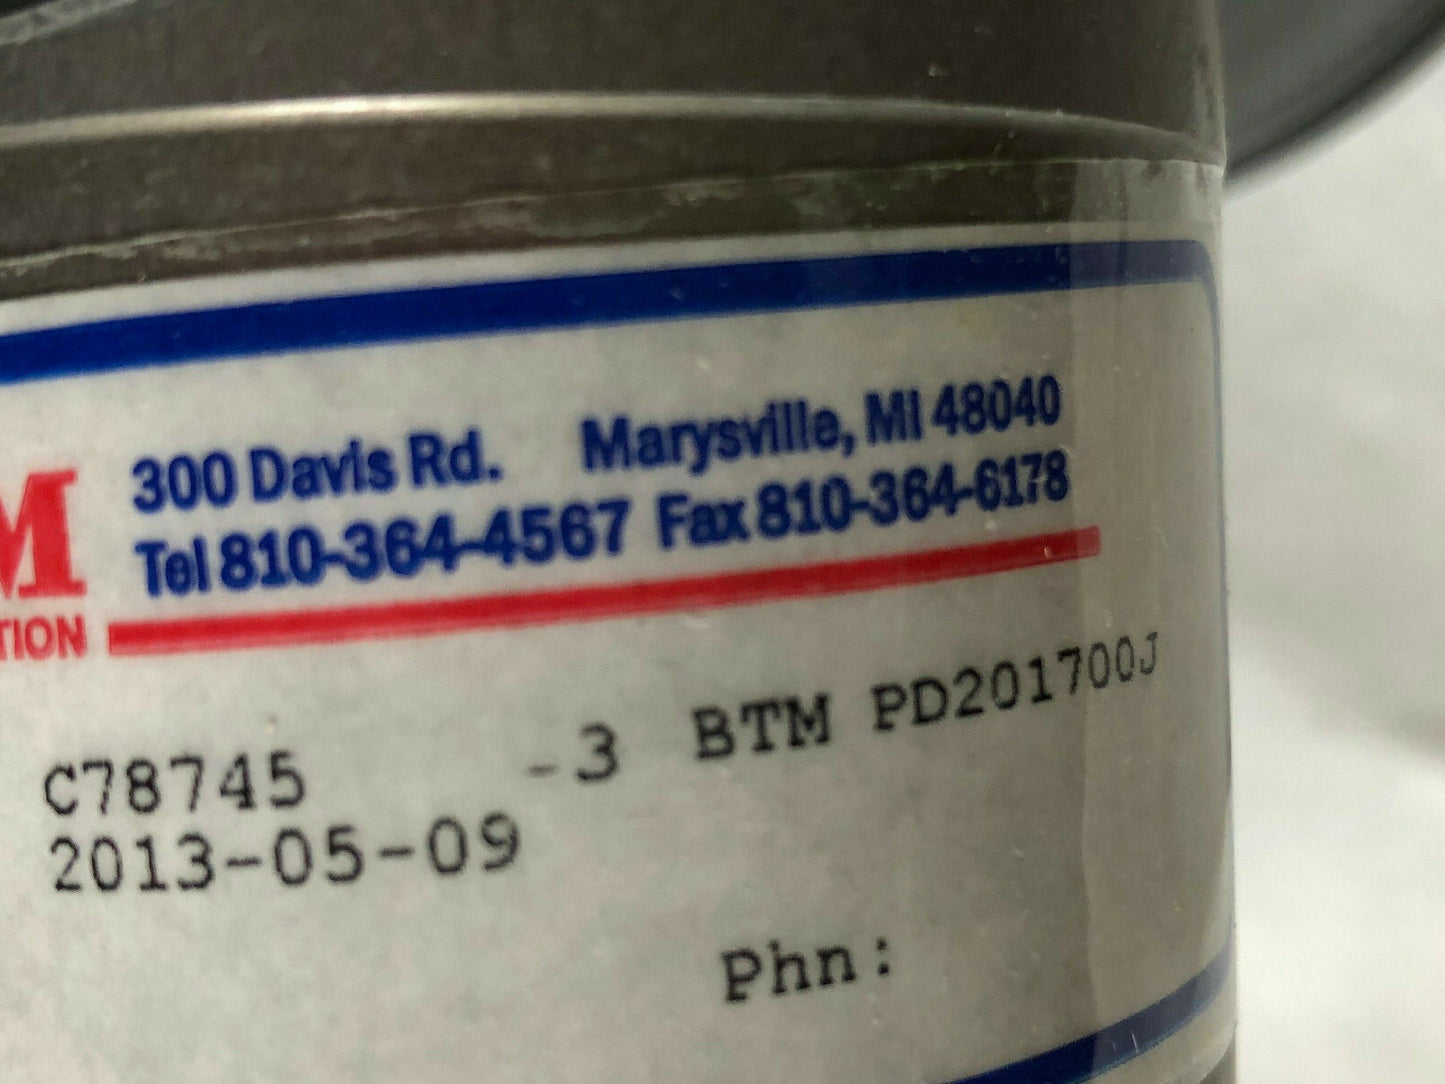 300 Davis Rd. Marysville, MI 48040
M Tel 810-364-4567 Fax 810-364-6178
TION
C78745 -3 BTM PD201700J
2013-05-09
Phn: